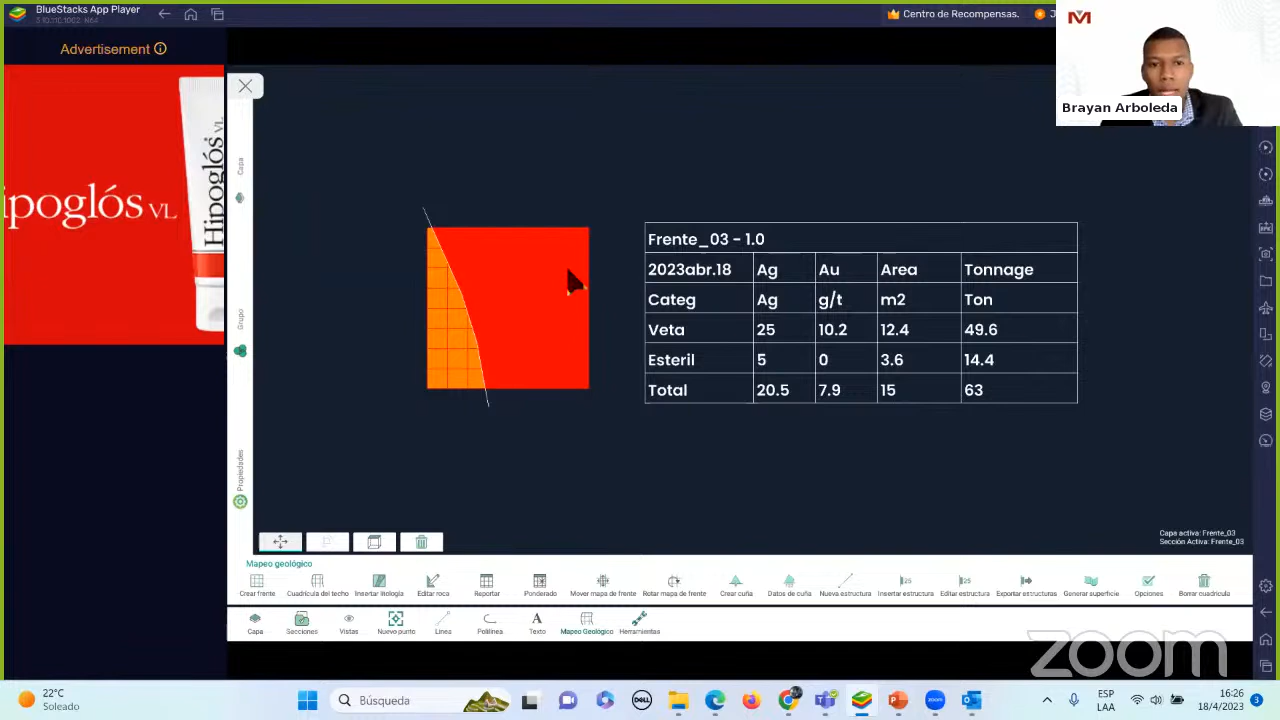 BlueStacks App Player
Centro de Recompensas.
Advertisement
Brayan Arboleda
ipoglós VL
Hipoglós VL
Capa
Grupo
Propiedades
Frente_03 - 1.0
2023abr.18 Ag Au Area Tonnage
Categ Ag g/t m2 Ton
Veta 25 10.2 12.4 49.6
Esteril 5 0 3.6 14.4
Total 20.5 7.9 15 63
Capa activa: Frente_03
Sección Activa: Frente_03
Mapeo geológico
Crear frente Cuadrícula del techo Insertar litología Editar roca Reportar Ponderado Mover mapa de frente Rotar mapa de frente Crear cuña Datos de cuña Nueva estructura Insertar estructura Editar estructura Exportar estructuras Generar superficie Opciones Borrar cuadrícula
Capa Secciones Vistas Nuevo punto Línea Polilínea Texto Mapeo Geológico Herramientas
zoom
22°C
Soleado
Búsqueda
DELL
zoom
ESP
LAA
16:26
18/4/2023
3